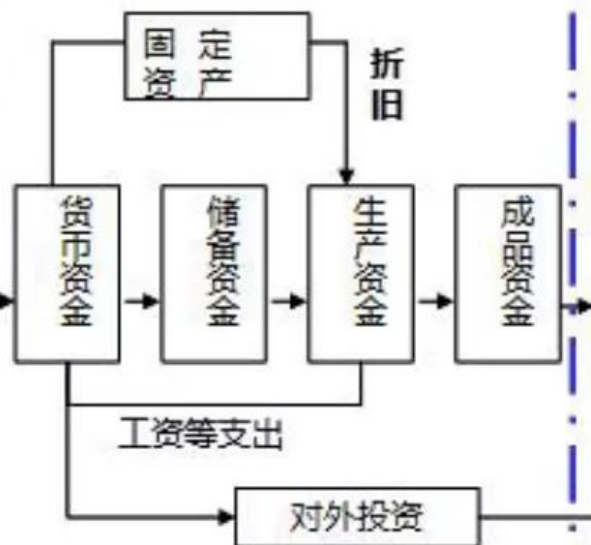 固 定
资 产
折
旧
货币资金
储备资金
生产资金
成品资金
工资等支出
对外投资